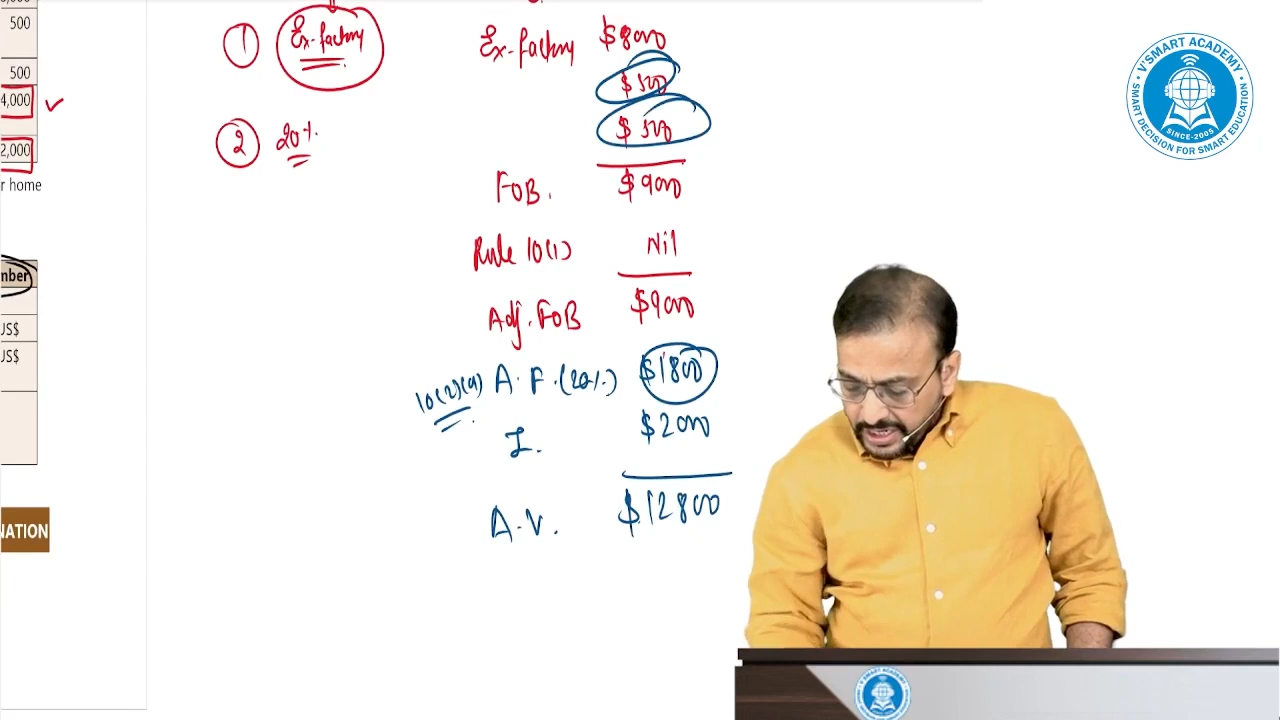 500
500
4,000
2,000
r home
mber
US$
US$
NATION
① Ex-factory
② 20%
Ex-factory $8000
$500
$500
FOB. $9000
Rule 10(1) Nil
Adj. FOB $9000
10(2)(a) A.F.(20%) $1800
I. $2000
A.V. $12800
V'SMART ACADEMY
SINCE-2005
SMART DECISION FOR SMART EDUCATION